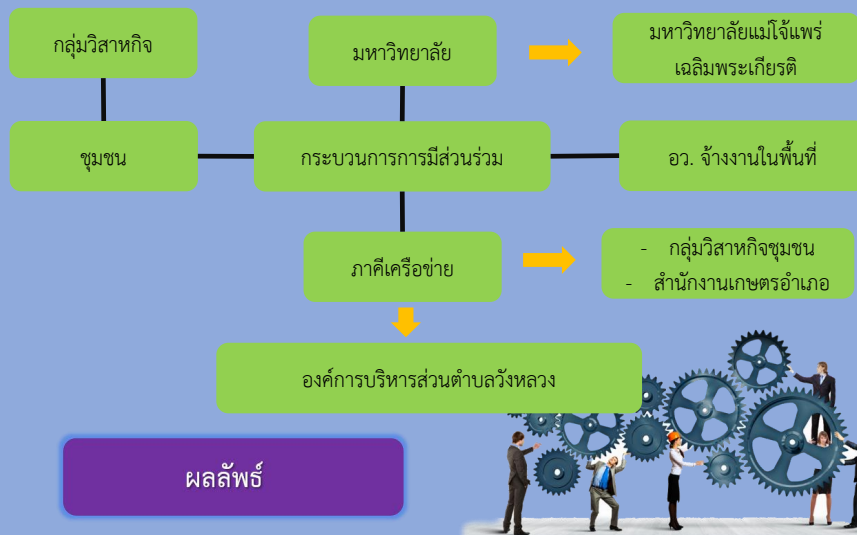 กลุ่มวิสาหกิจ
มหาวิทยาลัย
มหาวิทยาลัยแม่โจ้แพร่
เฉลิมพระเกียรติ
ชุมชน
กระบวนการการมีส่วนร่วม
อว. จ้างงานในพื้นที่
ภาคีเครือข่าย
- กลุ่มวิสาหกิจชุมชน
- สำนักงานเกษตรอำเภอ
องค์การบริหารส่วนตำบลวังหลวง
ผลลัพธ์